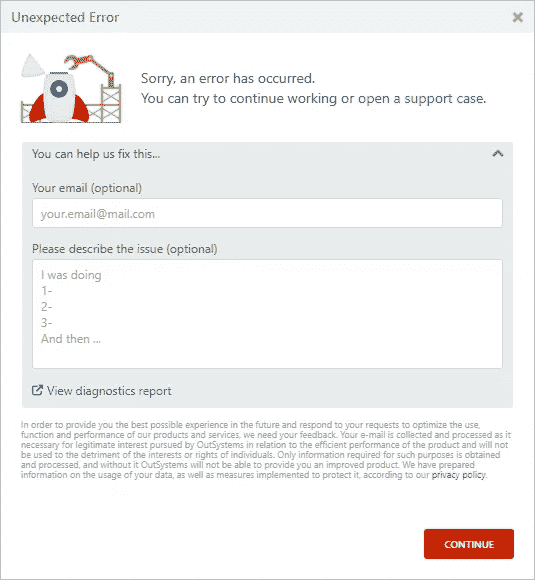 Unexpected Error
Sorry, an error has occurred.
You can try to continue working or open a support case.
You can help us fix this...
Your email (optional)
your.email@mail.com
Please describe the issue (optional)
I was doing
1-
2-
3-
And then ...
View diagnostics report
In order to provide you the best possible experience in the future and respond to your requests to optimize the use,
function and performance of our products and services, we need your feedback. Your e-mail is collected and processed as it
necessary for legitimate interest pursued by OutSystems in relation to the efficient performance of the product and will not
be used to the detriment of the interests or rights of individuals. Only information required for such purposes is obtained
and processed, and without it OutSystems will not be able to provide you an improved product. We have prepared
information on the usage of your data, as well as measures implemented to protect it, according to our privacy policy.
CONTINUE